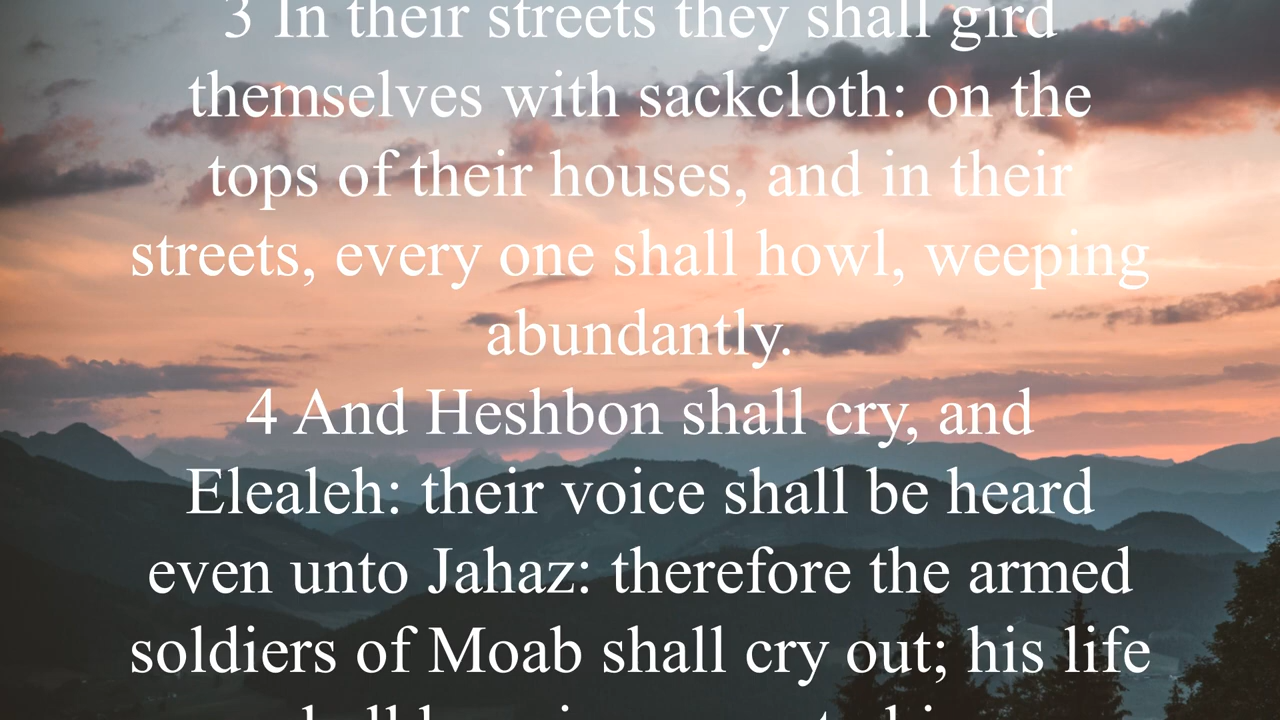 3 In their streets they shall gird
themselves with sackcloth: on the
tops of their houses, and in their
streets, every one shall howl, weeping
abundantly.
4 And Heshbon shall cry, and
Elealeh: their voice shall be heard
even unto Jahaz: therefore the armed
soldiers of Moab shall cry out; his life